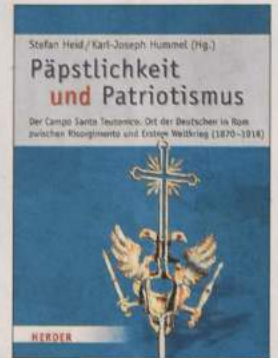 Stefan Heid/Karl-Joseph Hummel (Hg.)
Päpstlichkeit
und Patriotismus
Der Campo Santo Teutonico: Ort der Deutschen in Rom
zwischen Risorgimento und Erstem Weltkrieg (1870–1918)
HERDER